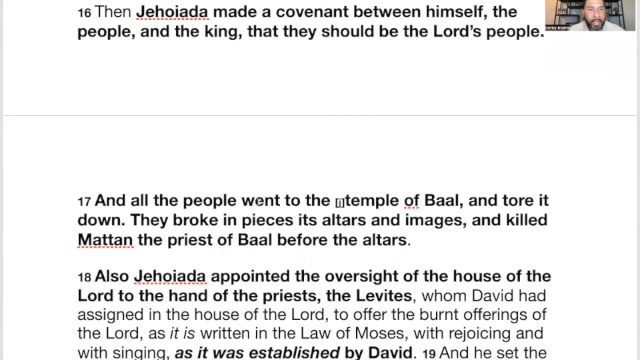 16 Then Jehoiada made a covenant between himself, the
people, and the king, that they should be the Lord's people.
17 And all the people went to the [j]temple of Baal, and tore it
down. They broke in pieces its altars and images, and killed
Mattan the priest of Baal before the altars.
18 Also Jehoiada appointed the oversight of the house of the
Lord to the hand of the priests, the Levites, whom David had
assigned in the house of the Lord, to offer the burnt offerings of
the Lord, as it is written in the Law of Moses, with rejoicing and
with singing, as it was established by David. 19 And he set the